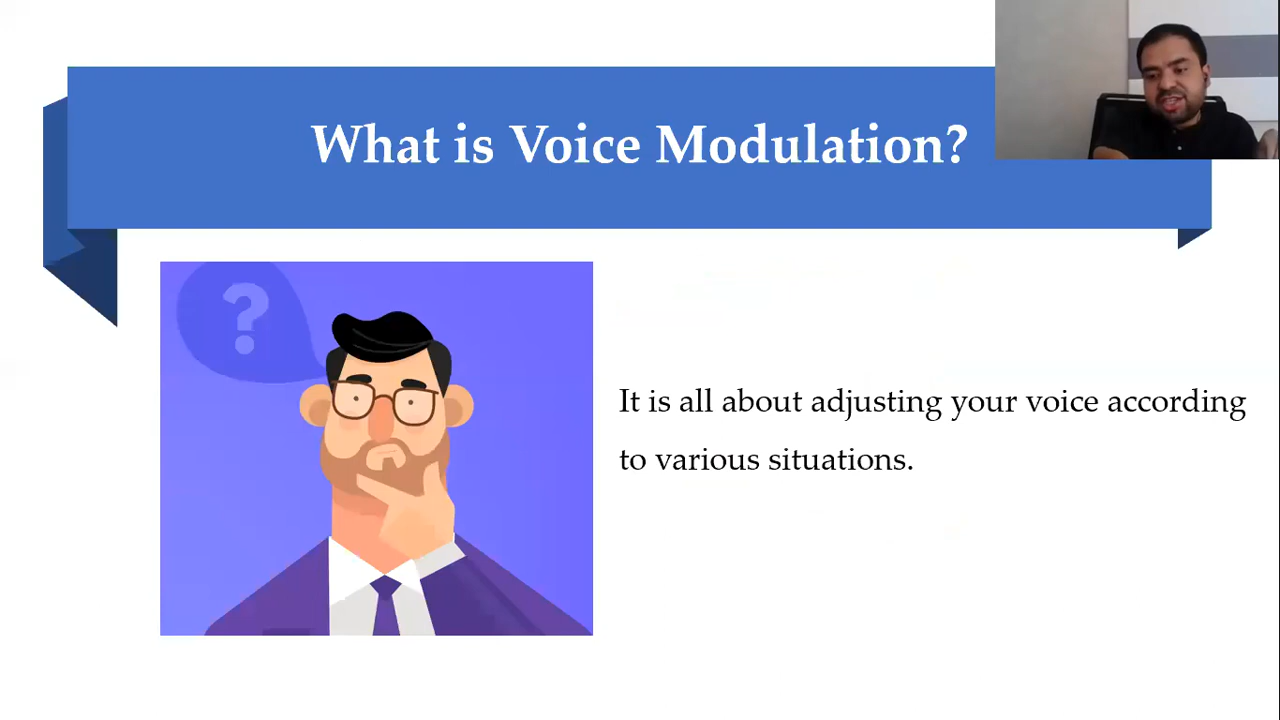 What is Voice Modulation?
?
It is all about adjusting your voice according
to various situations.